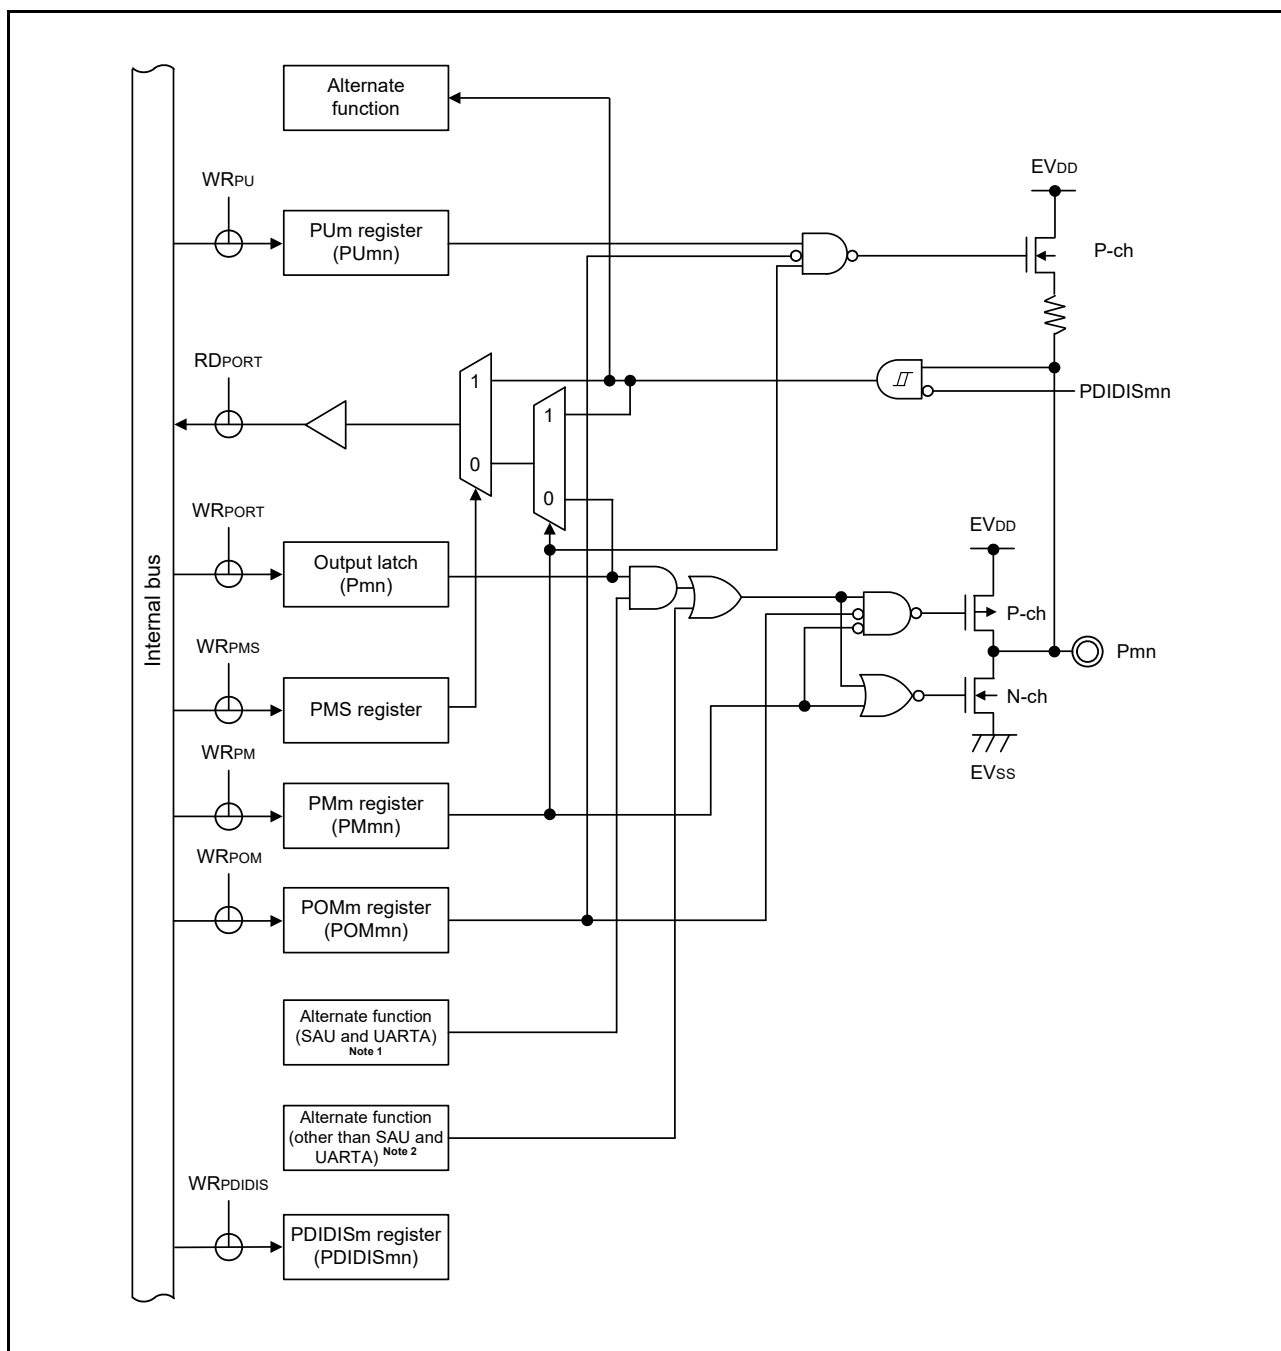 Alternate
function
WRPU
PUm register
(PUmn)
EVDD
P-ch
RDPORT
1
0
1
0
PDIDISmn
WRPORT
Output latch
(Pmn)
EVDD
P-ch
Pmn
N-ch
EVSS
Internal bus
WRPMS
PMS register
WRPM
PMm register
(PMmn)
WRPOM
POMm register
(POMmn)
Alternate function
(SAU and UARTA)
Note 1
Alternate function
(other than SAU and
UARTA) Note 2
WRPDIDIS
PDIDISm register
(PDIDISmn)